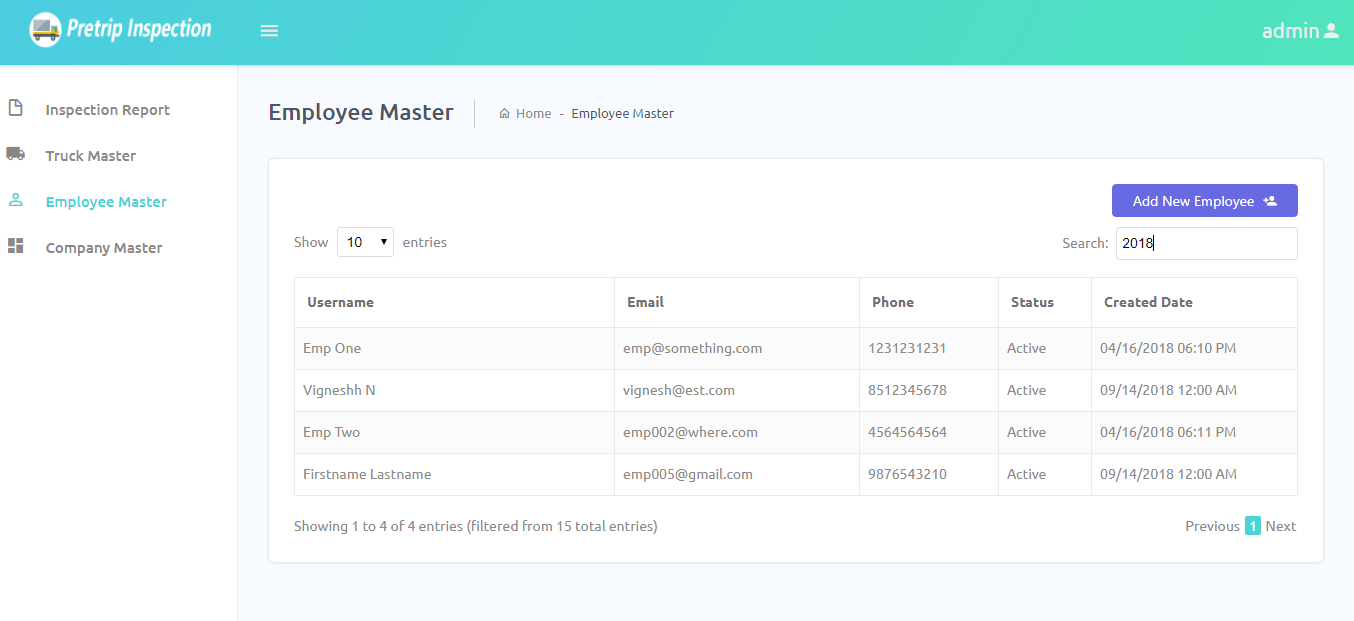 Pretrip Inspection
admin
Inspection Report
Truck Master
Employee Master
Company Master
Employee Master
Home - Employee Master
Add New Employee
Show 10 entries
Search: 2018
Username Email Phone Status Created Date
Emp One emp@something.com 1231231231 Active 04/16/2018 06:10 PM
Vigneshh N vignesh@est.com 8512345678 Active 09/14/2018 12:00 AM
Emp Two emp002@where.com 4564564564 Active 04/16/2018 06:11 PM
Firstname Lastname emp005@gmail.com 9876543210 Active 09/14/2018 12:00 AM
Showing 1 to 4 of 4 entries (filtered from 15 total entries)
Previous 1 Next